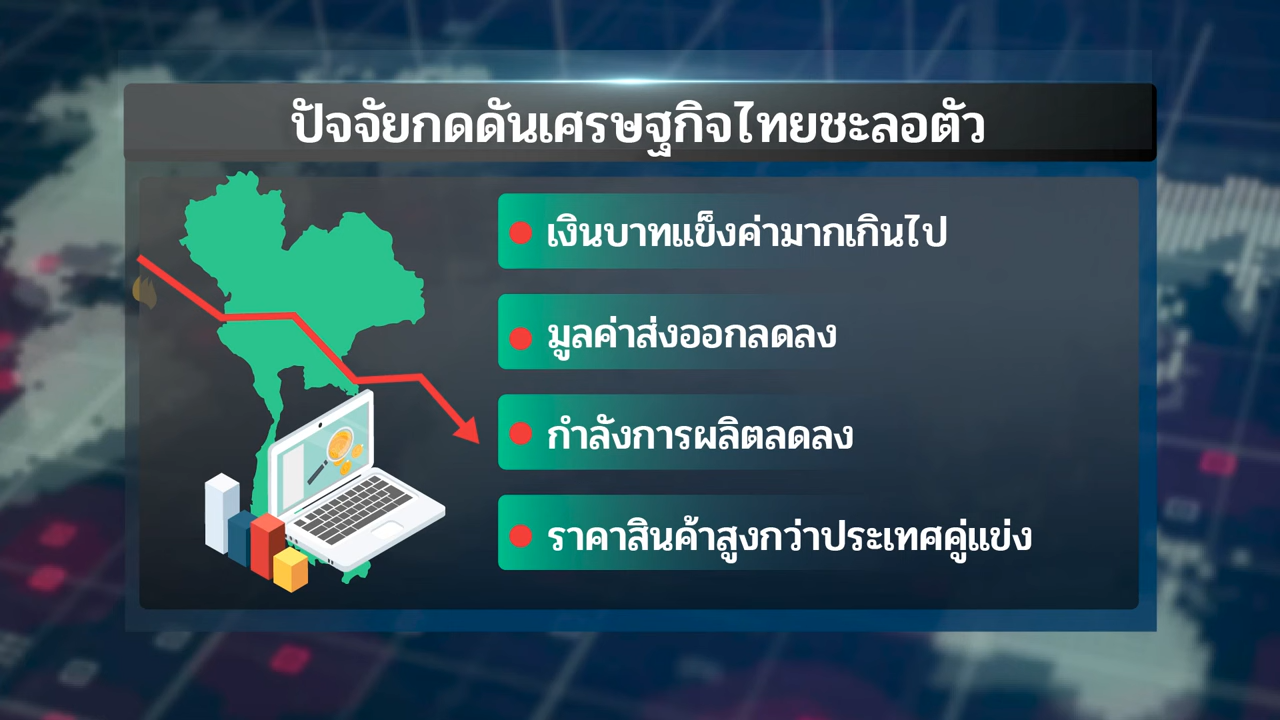 ปัจจัยกดดันเศรษฐกิจไทยชะลอตัว
เงินบาทแข็งค่ามากเกินไป
มูลค่าส่งออกลดลง
กำลังการผลิตลดลง
ราคาสินค้าสูงกว่าประเทศคู่แข่ง